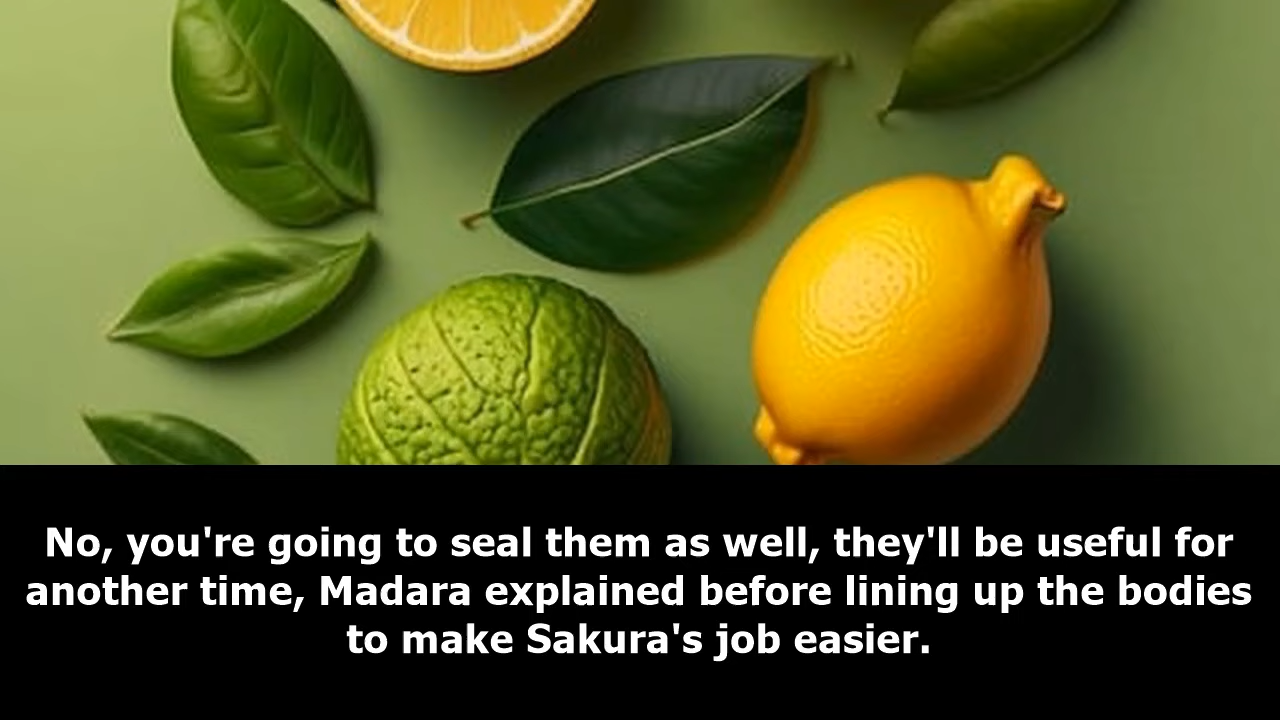 No, you're going to seal them as well, they'll be useful for
another time, Madara explained before lining up the bodies
to make Sakura's job easier.